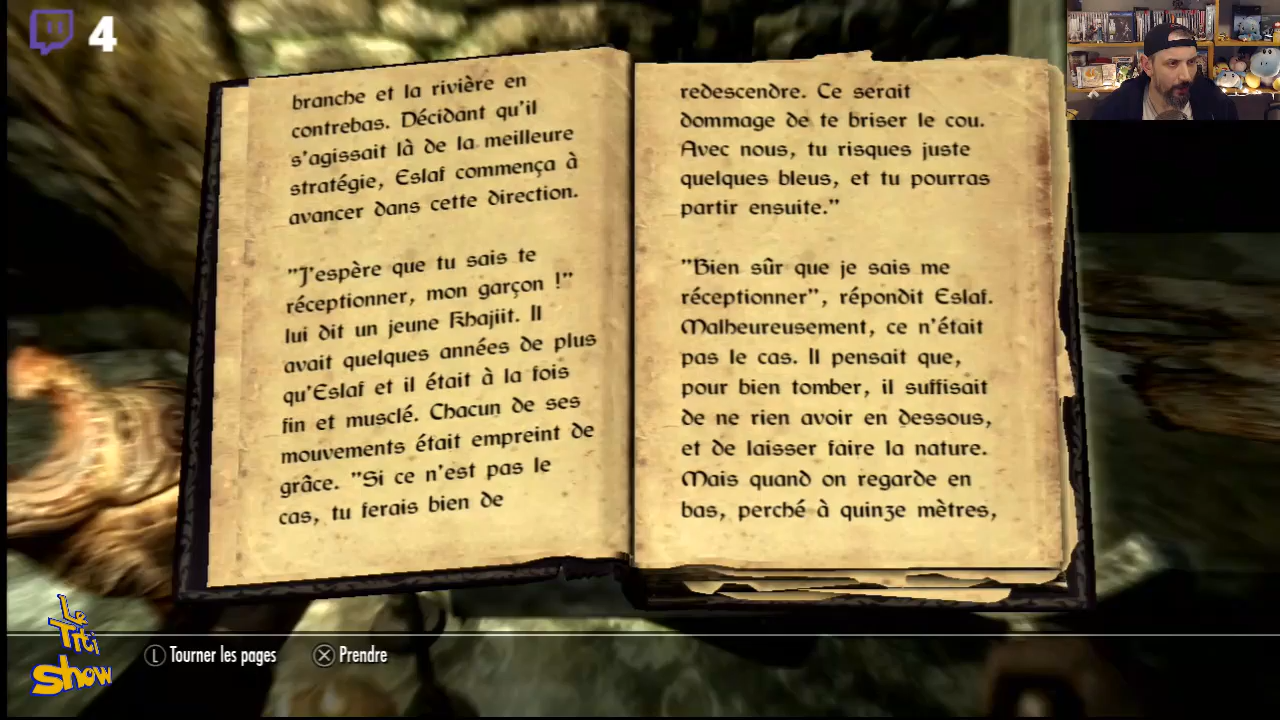 4
branche et la rivière en
contrebas. Décidant qu'il
s'agissait là de la meilleure
stratégie, Eslaf commença à
avancer dans cette direction.
"J'espère que tu sais te
réceptionner, mon garçon !"
lui dit un jeune Khajiit. Il
avait quelques années de plus
qu'Eslaf et il était à la fois
fin et musclé. Chacun de ses
mouvements était empreint de
grâce. "Si ce n'est pas le
cas, tu ferais bien de
redescendre. Ce serait
dommage de te briser le cou.
Avec nous, tu risques juste
quelques bleus, et tu pourras
partir ensuite."
"Bien sûr que je sais me
réceptionner", répondit Eslaf.
Malheureusement, ce n'était
pas le cas. Il pensait que,
pour bien tomber, il suffisait
de ne rien avoir en dessous,
et de laisser faire la nature.
Mais quand on regarde en
bas, perché à quinze mètres,
Le
Titi
Show
L Tourner les pages
X Prendre